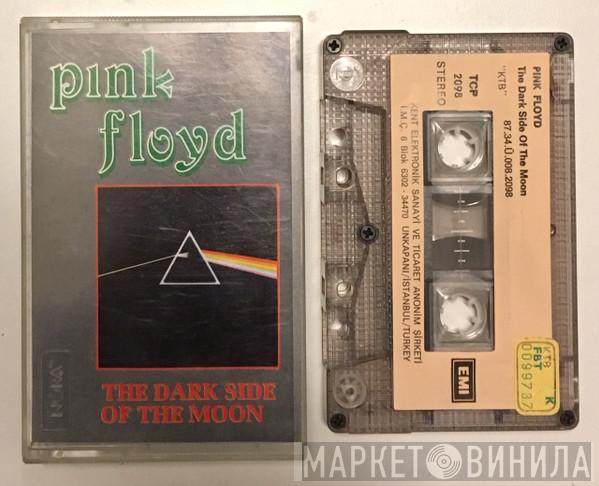 pink
floyd
THE DARK SIDE
OF THE MOON
PINK FLOYD
The Dark Side Of The Moon
"KTB"
87.34.Ü.008.2098
TCP
2098
STEREO
KENT ELEKTRONİK SANAYİ VE TİCARET ANONİM ŞİRKETİ
İ.M.Ç. 6 Blok 6302 - 34470 UNKAPANI/İSTANBUL/TURKEY
EMI
KTB
K
FBT
МАРКЕТ ВИНИЛА